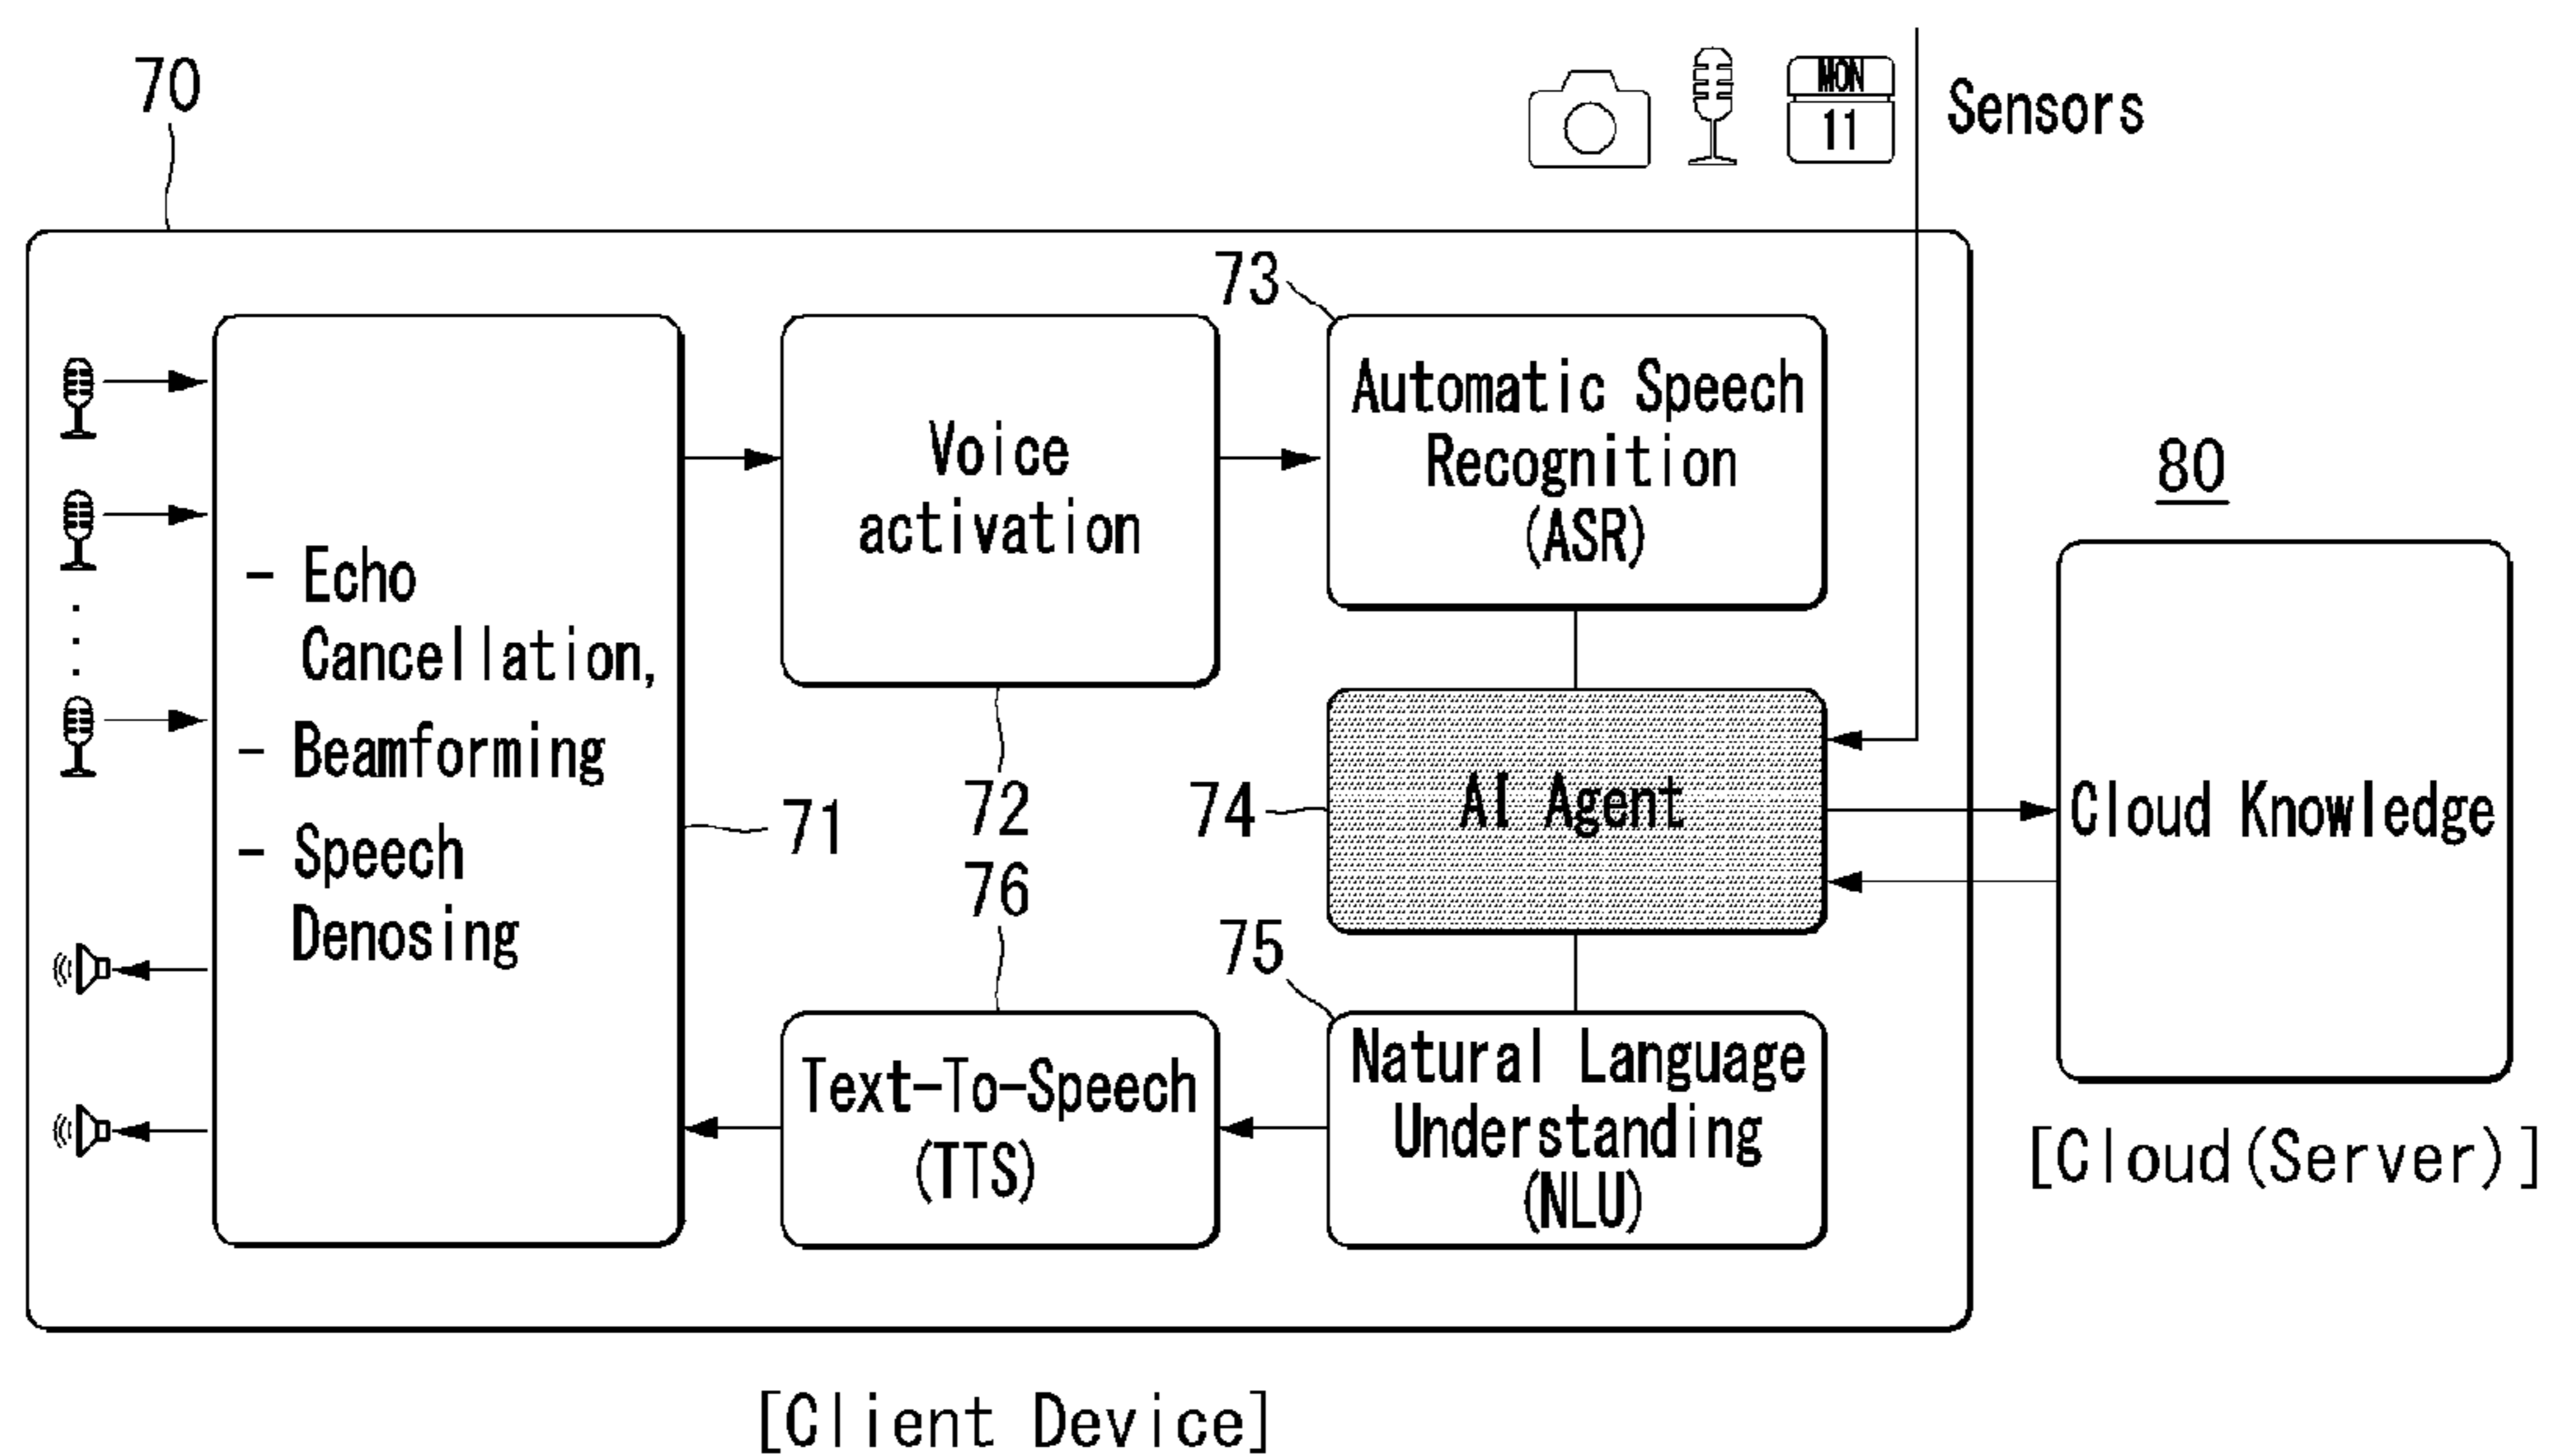 70
MON
11
Sensors
73
Automatic Speech
Recognition
(ASR)
Voice
activation
80
- Echo
Cancellation,
- Beamforming
- Speech
Denosing
71
72
76
74
AI Agent
Cloud Knowledge
75
Text-To-Speech
(TTS)
Natural Language
Understanding
(NLU)
[Cloud(Server)]
[Client Device]